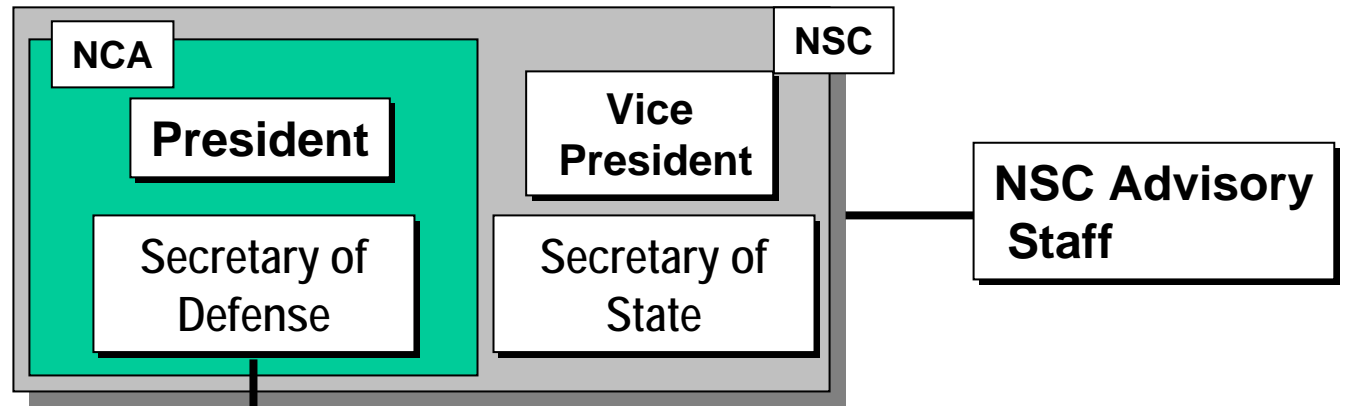 NCA
NSC
President
Vice
President
Secretary of
Defense
Secretary of
State
NSC Advisory
Staff